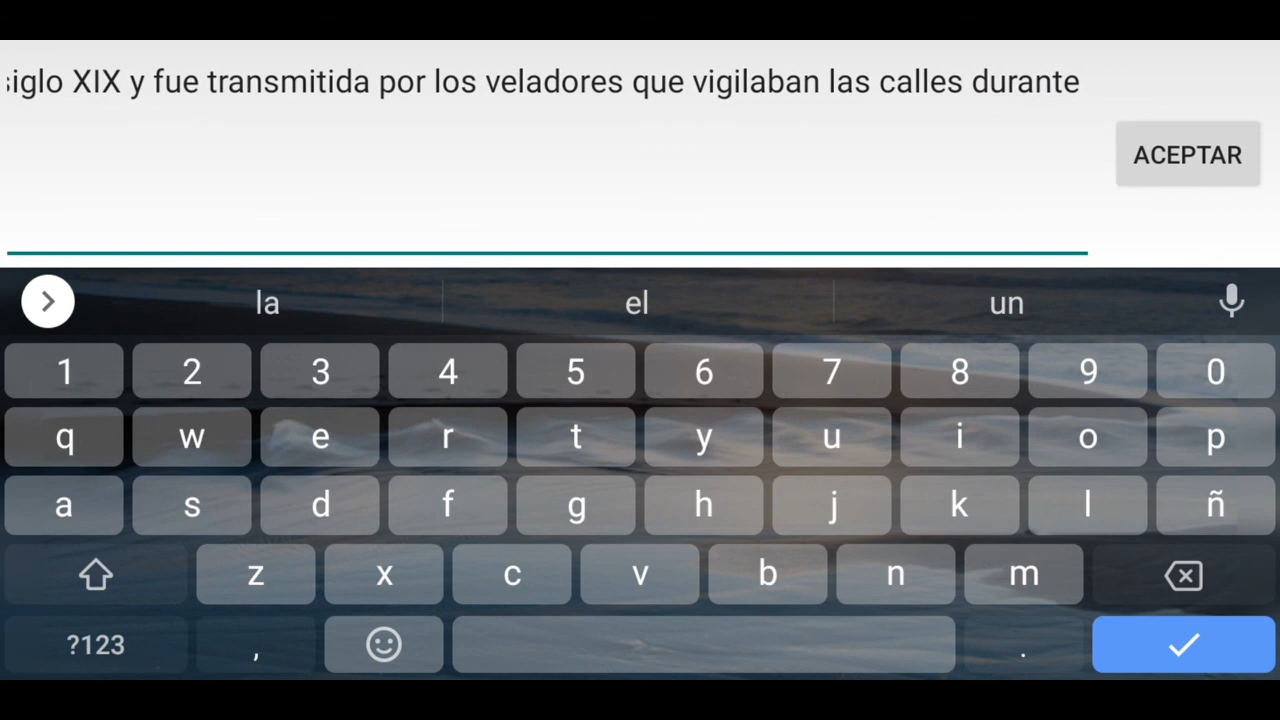 siglo XIX y fue transmitida por los veladores que vigilaban las calles durante
ACEPTAR
la el un
1 2 3 4 5 6 7 8 9 0
q w e r t y u i o p
a s d f g h j k l ñ
z x c v b n m
?123 , .